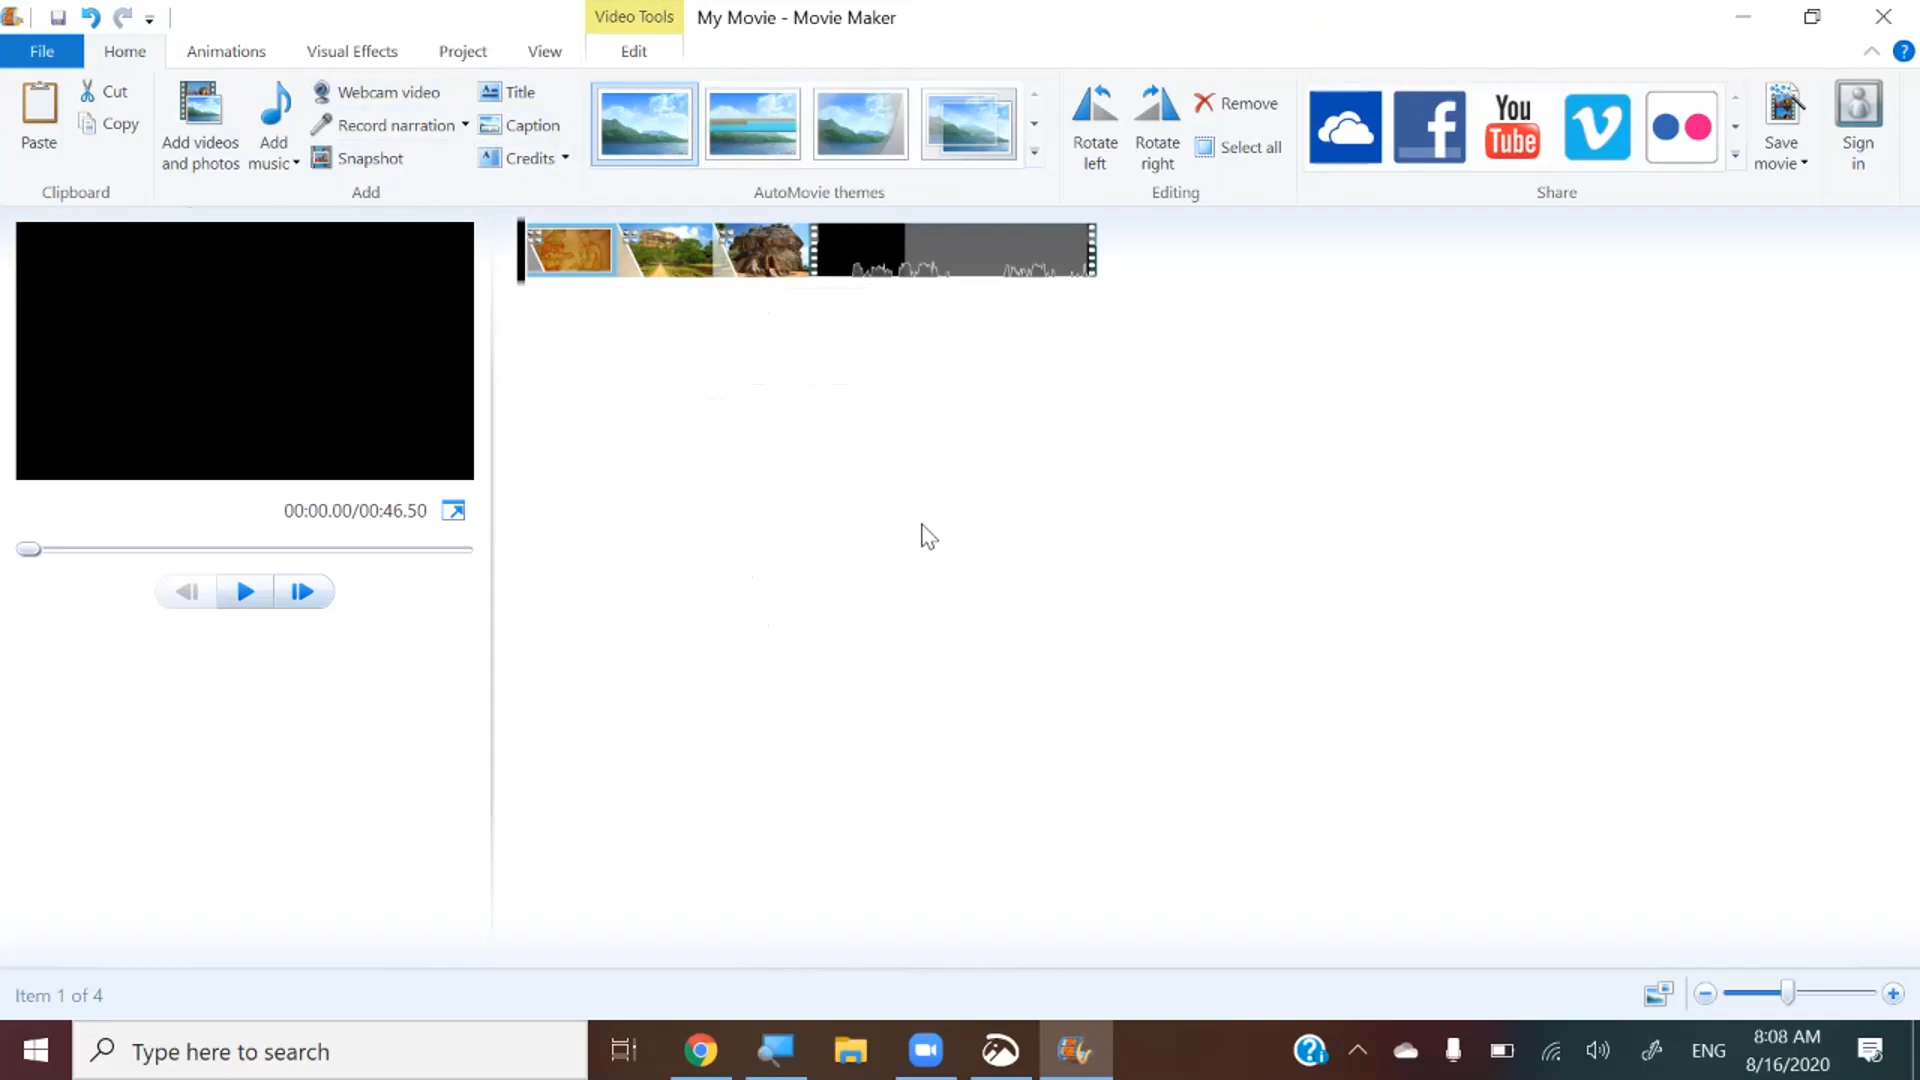 Video Tools
My Movie - Movie Maker
File
Home
Animations
Visual Effects
Project
View
Edit
Paste
Cut
Copy
Clipboard
Add videos
and photos
Add
music
Webcam video
Record narration
Snapshot
Title
Caption
Credits
Add
AutoMovie themes
Rotate
left
Rotate
right
Remove
Select all
Editing
f
You
Tube
V
Share
Save
movie
Sign
in
00:00.00/00:46.50
Item 1 of 4
Type here to search
ENG
8:08 AM
8/16/2020